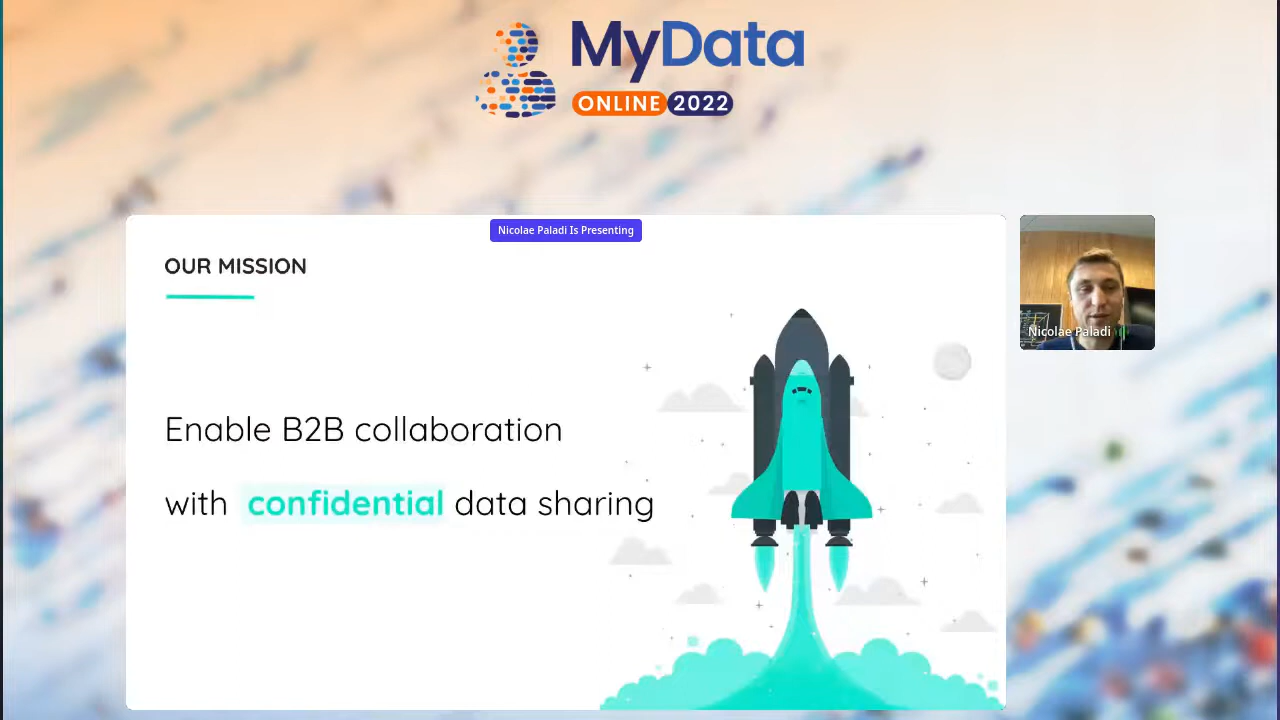 MyData
ONLINE 2022
Nicolae Paladi Is Presenting
OUR MISSION
Nicolae Paladi
Enable B2B collaboration
with confidential data sharing